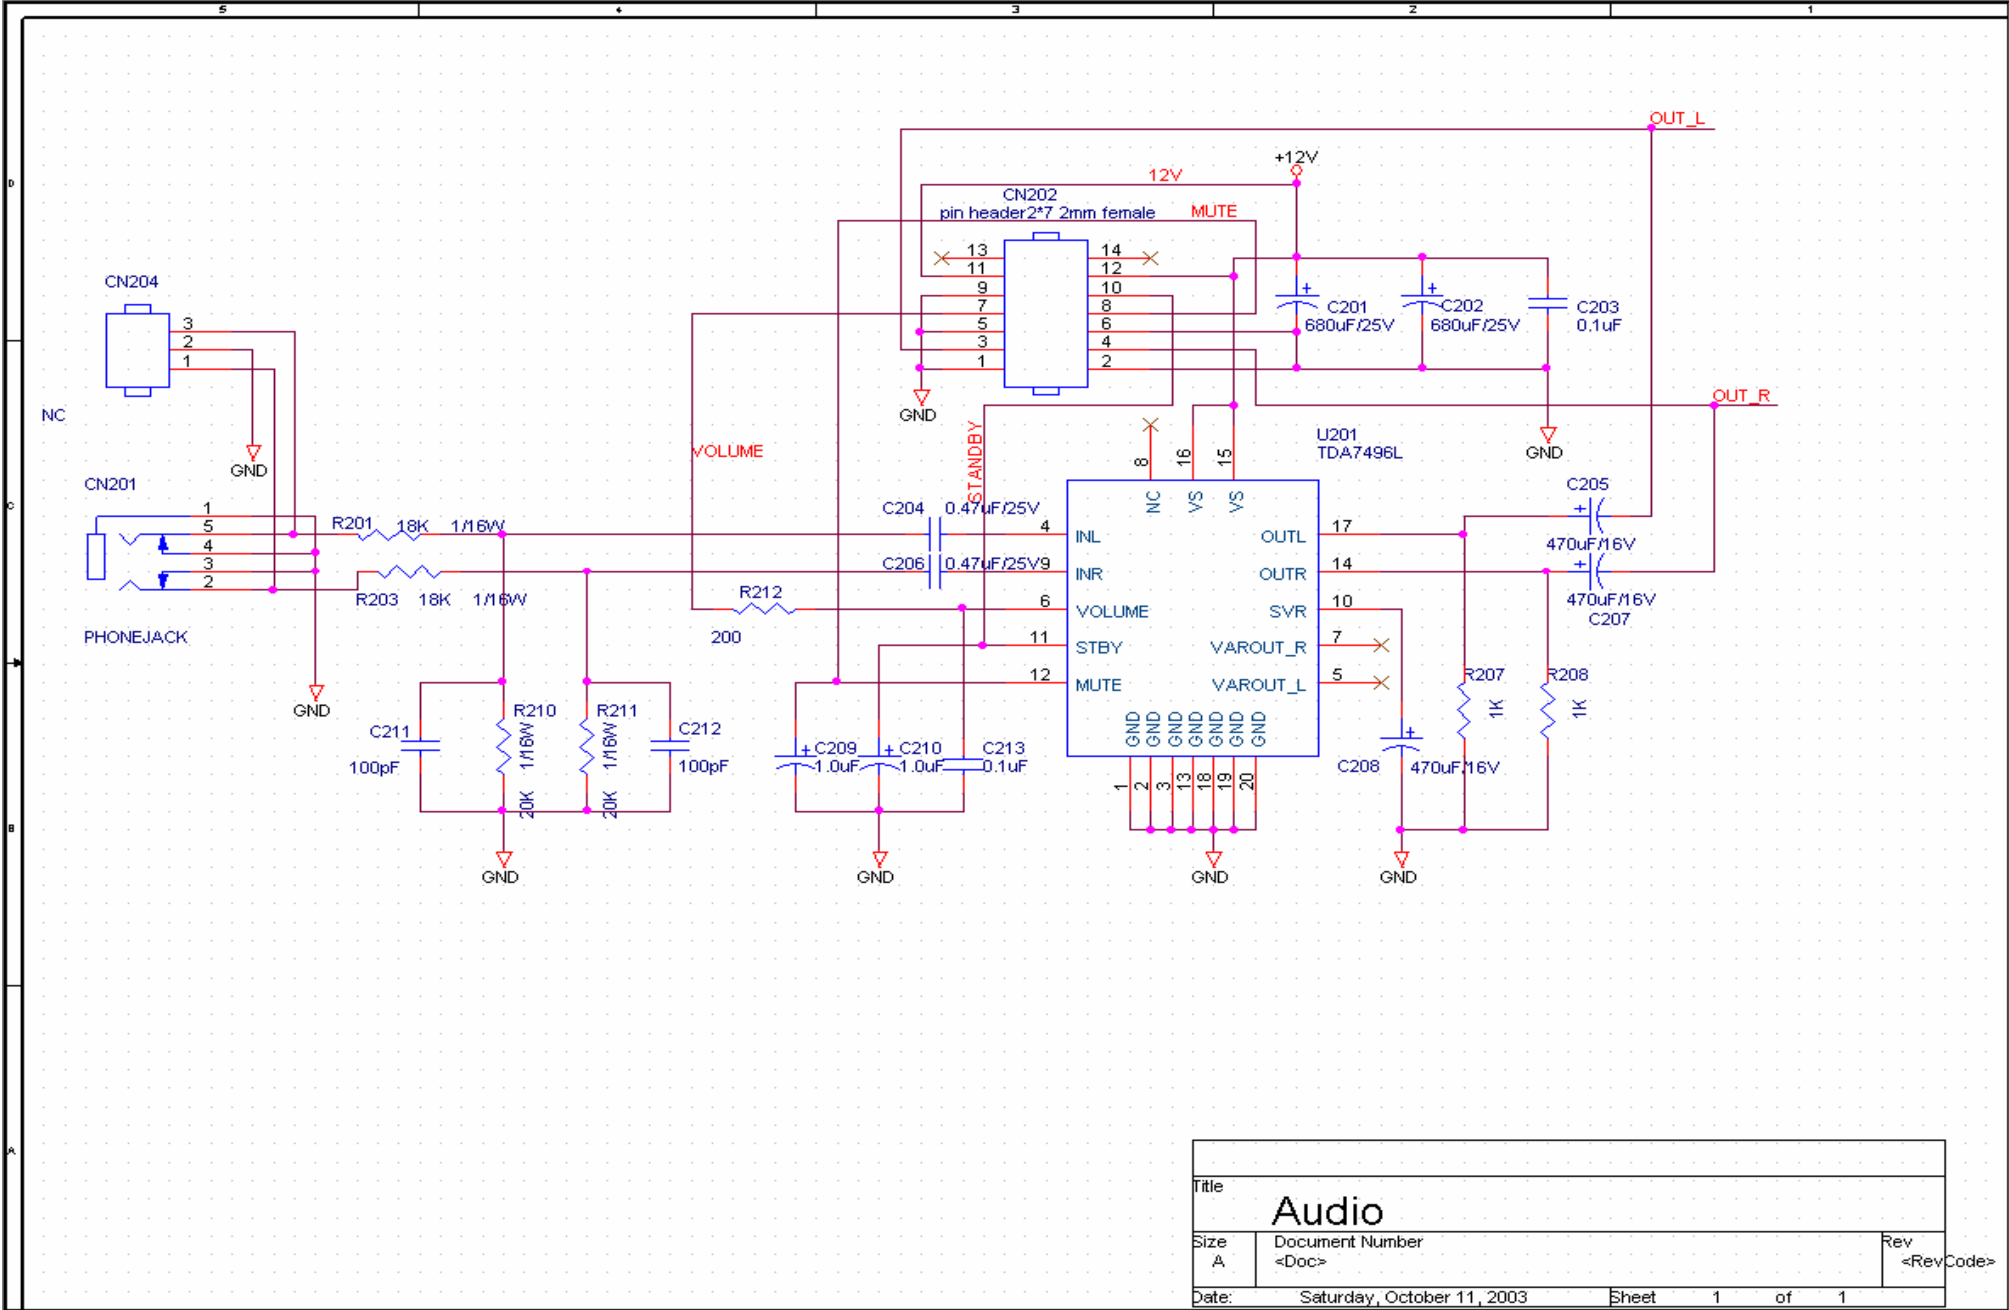 5 4 3 2 1
D
C
B
A
OUT_L
+12V
12V
CN202
pin header2*7 2mm female
MUTE
13 14
11 12
9 10
7 8
5 6
3 4
1 2
C201
680uF/25V
C202
680uF/25V
C203
0.1uF
GND
GND
OUT_R
CN204
3
2
1
NC
GND
VOLUME
STANDBY
CN201
1
5
4
3
2
PHONEJACK
GND
R201 18K 1/16W
R203 18K 1/16W
C204 0.47uF/25V
C206 0.47uF/25V
R212
200
U201
TDA7496L
8 16 15
NC VS VS
4 INL OUTL 17
9 INR OUTR 14
6 VOLUME SVR 10
11 STBY VAROUT_R 7
12 MUTE VAROUT_L 5
GND GND GND GND GND GND GND
1 2 3 13 18 19 20
GND
C205
470uF/16V
470uF/16V
C207
R207
1K
R208
1K
C208 470uF/16V
GND
C211
100pF
R210
20K 1/16W
R211
20K 1/16W
C212
100pF
GND
C209
1.0uF
C210
1.0uF
C213
0.1uF
GND
Title
Audio
Size
A
Document Number
<Doc>
Rev
<RevCode>
Date: Saturday, October 11, 2003 Sheet 1 of 1